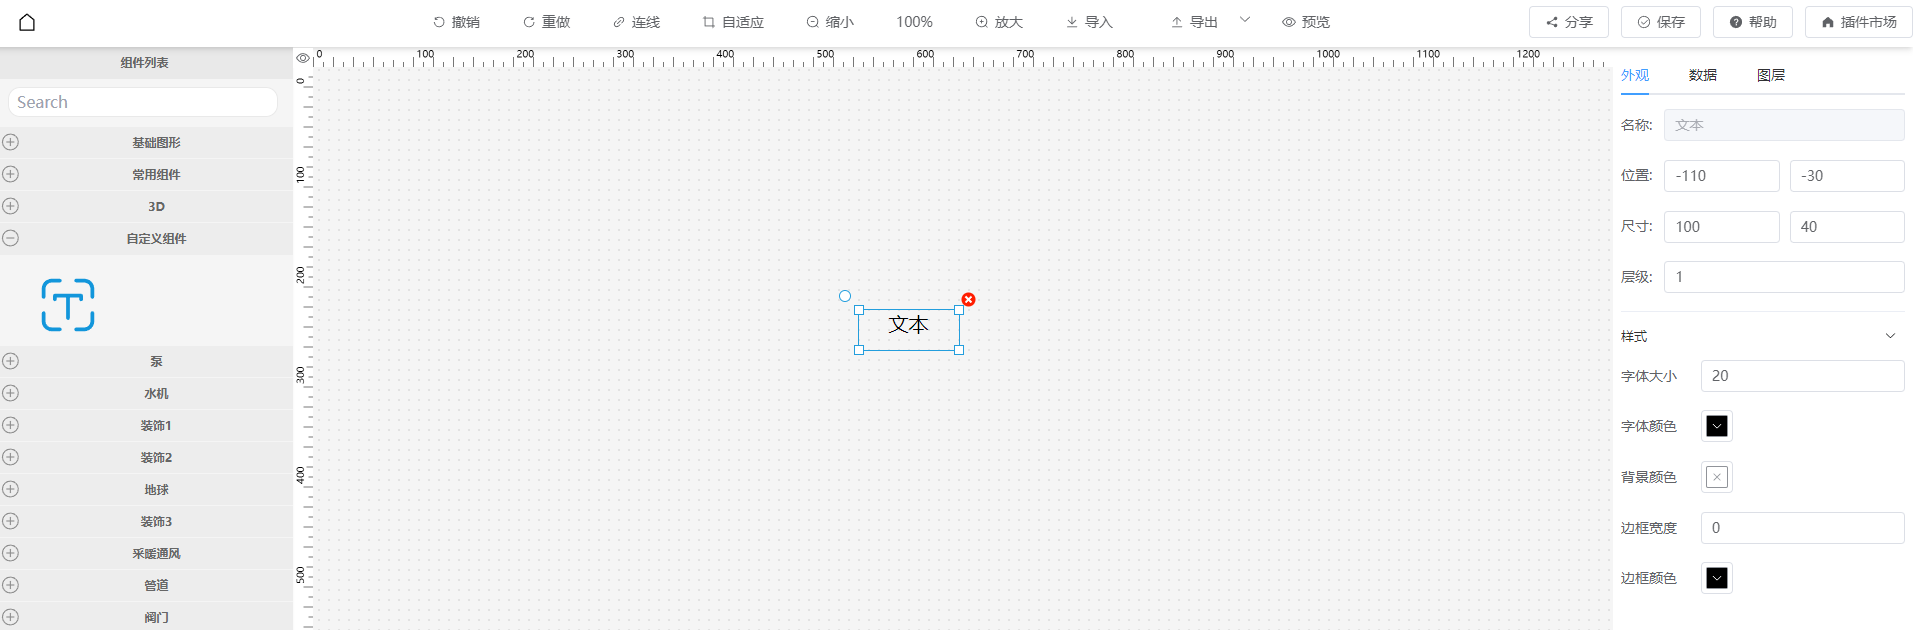 撤销 重做 连线 自适应 缩小 100% 放大 导入 导出 预览 分享 保存 帮助 插件市场
组件列表
Search
基础图形
常用组件
3D
自定义组件
T
泵
水机
装饰1
装饰2
地球
装饰3
采暖通风
管道
阀门
0 100 200 300 400 500 600 700 800 900 1000 1100 1200
0
100
200
300
400
500
文本
外观 数据 图层
名称: 文本
位置: -110 -30
尺寸: 100 40
层级: 1
样式
字体大小 20
字体颜色
背景颜色
边框宽度 0
边框颜色